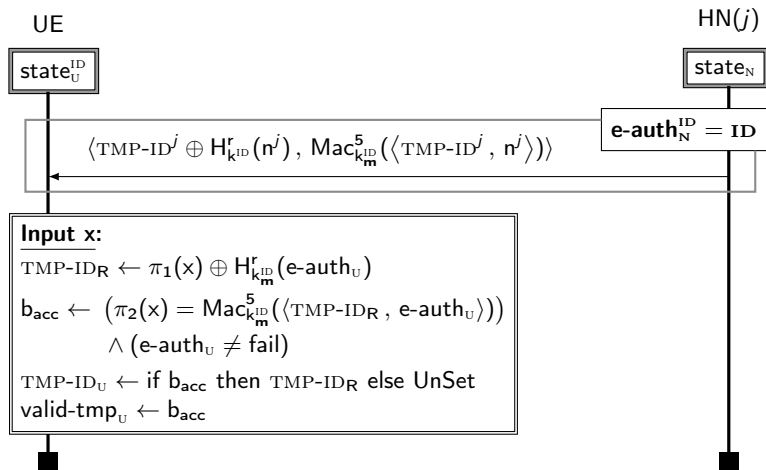 UE
HN(j)
state_U^ID
state_N
e-auth_N^ID = ID
⟨TMP-ID^j ⊕ H^r_{k^ID}(n^j) , Mac^5_{k_m^ID}(⟨TMP-ID^j , n^j⟩)⟩
Input x:
TMP-ID_R ← π_1(x) ⊕ H^r_{k_m^ID}(e-auth_U)
b_acc ← (π_2(x) = Mac^5_{k_m^ID}(⟨TMP-ID_R , e-auth_U⟩))
∧ (e-auth_U ≠ fail)
TMP-ID_U ← if b_acc then TMP-ID_R else UnSet
valid-tmp_U ← b_acc